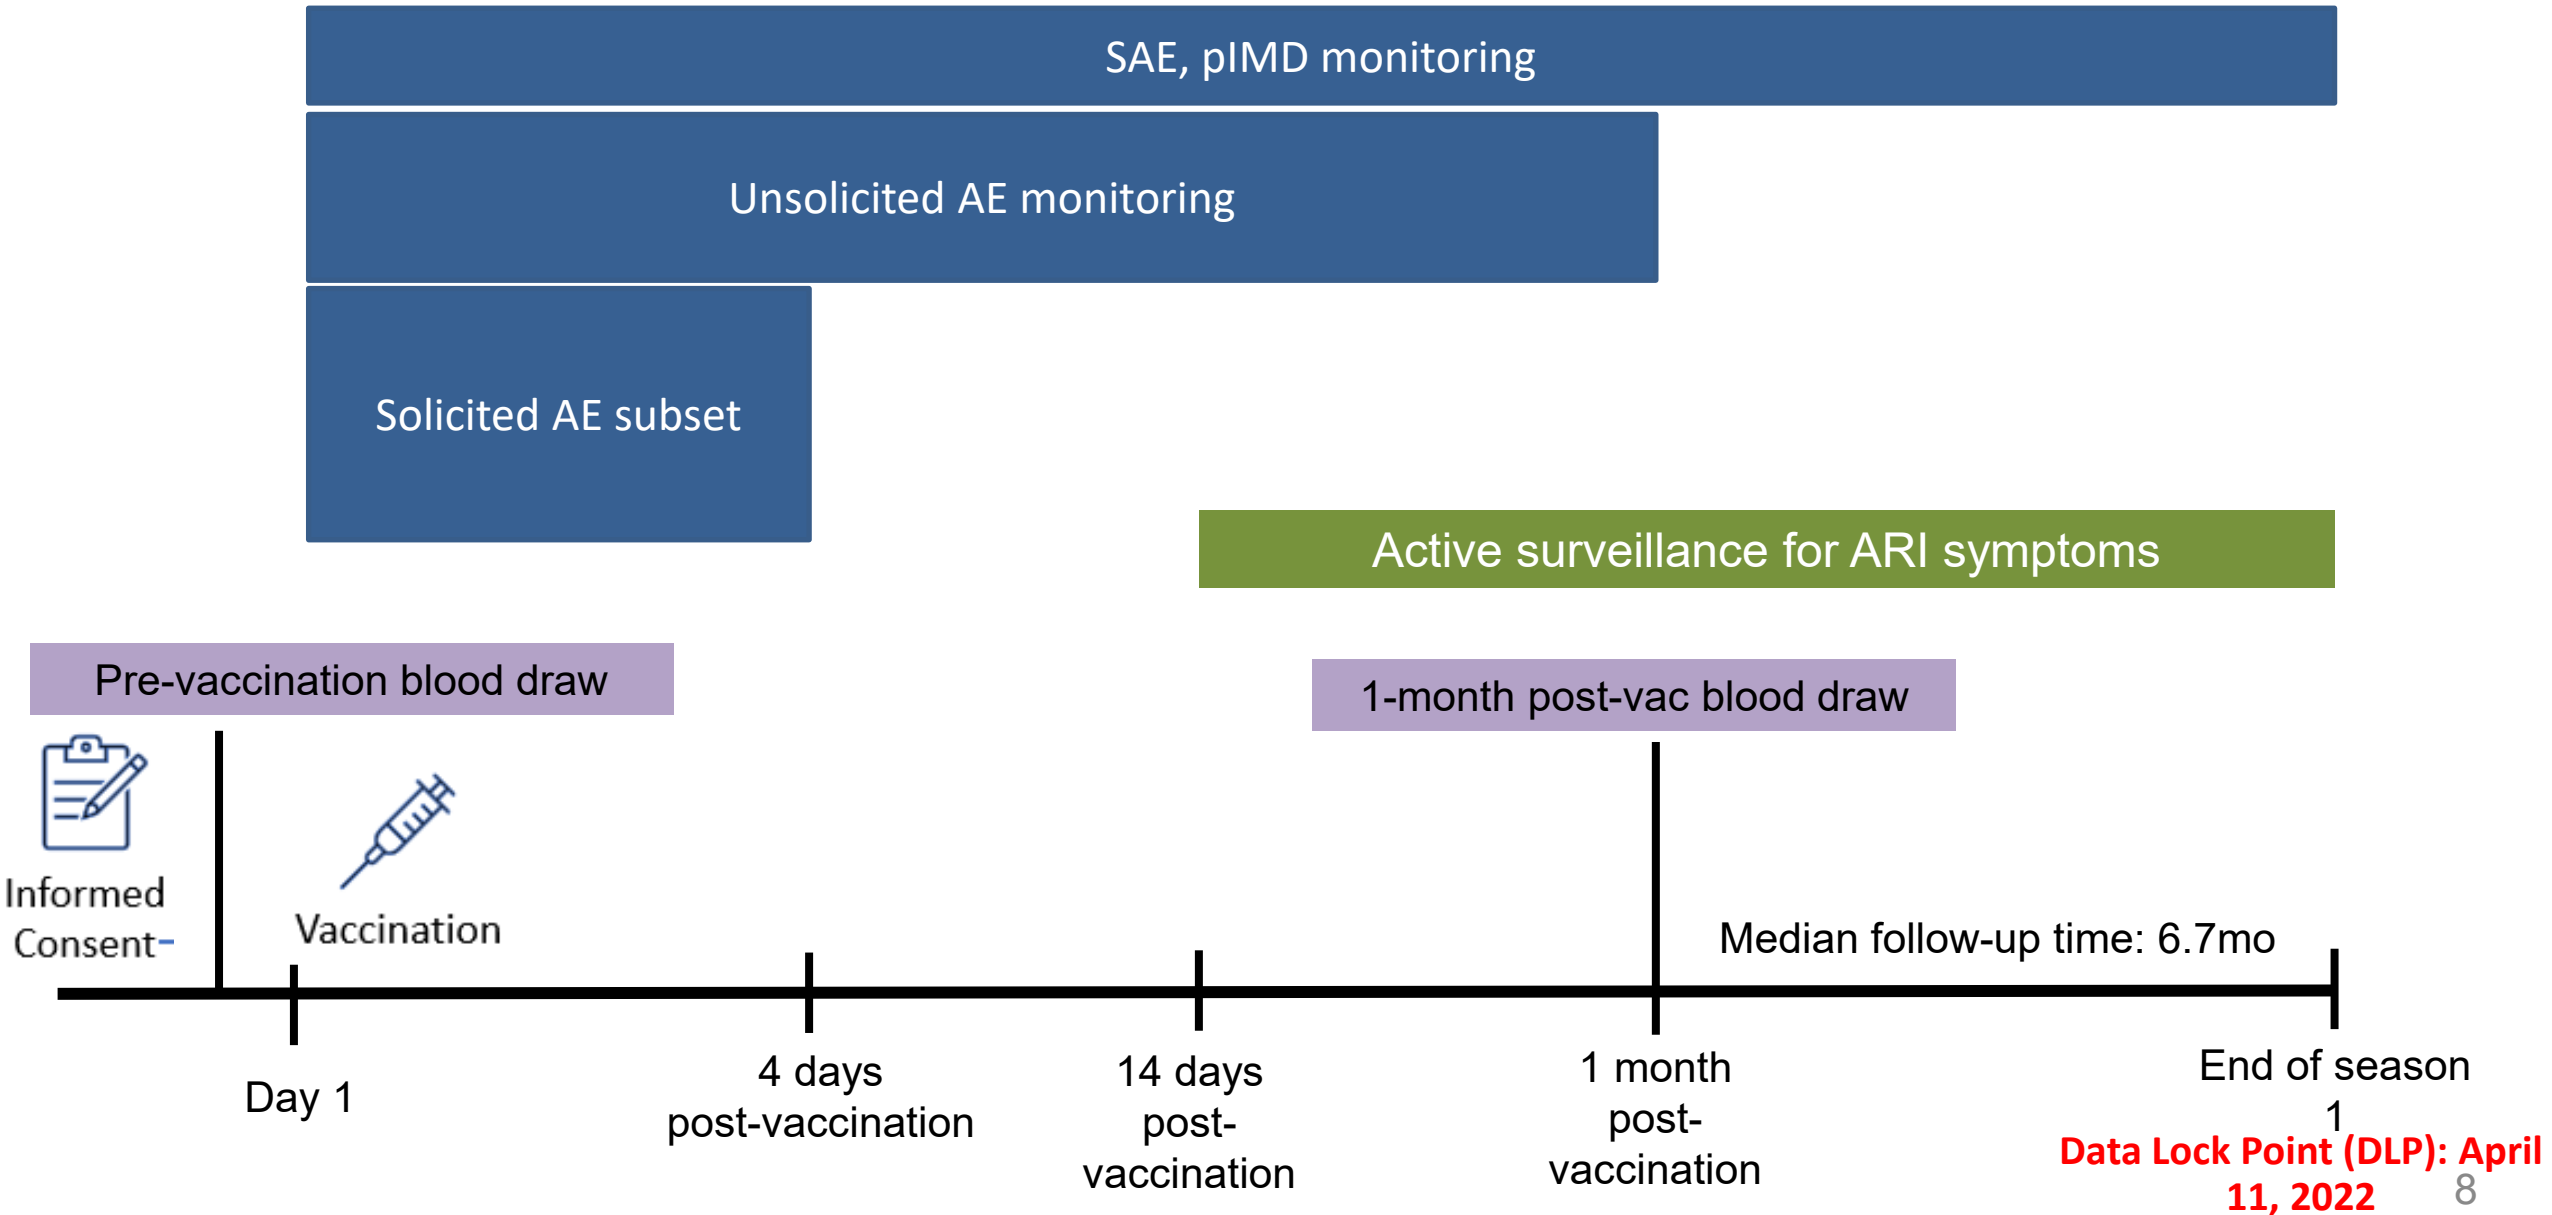 SAE, pIMD monitoring
Unsolicited AE monitoring
Solicited AE subset
Active surveillance for ARI symptoms
Pre-vaccination blood draw
1-month post-vac blood draw
Informed
Consent-
Vaccination
Median follow-up time: 6.7mo
Day 1
4 days
post-vaccination
14 days
post-
vaccination
1 month
post-
vaccination
End of season
1
Data Lock Point (DLP): April
11, 2022
8